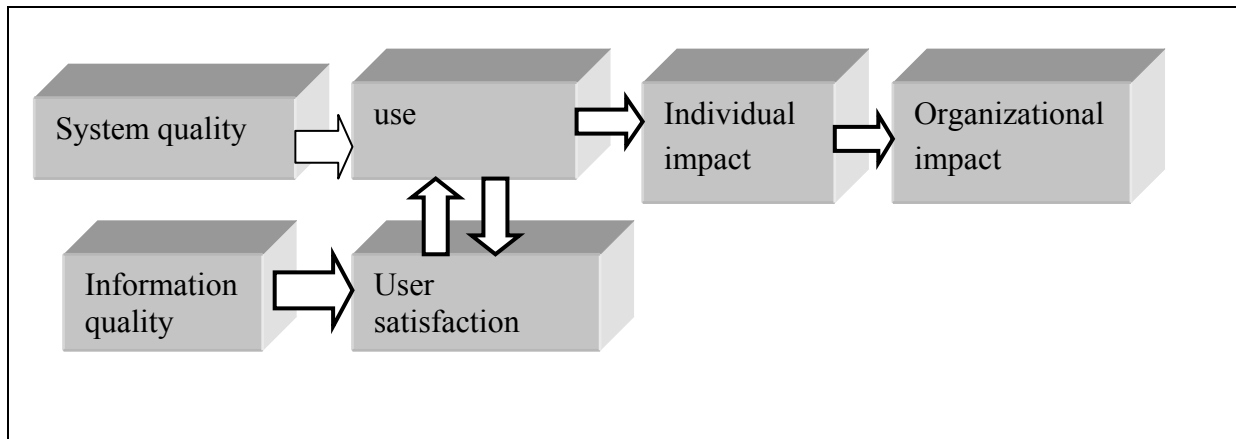 System quality
use
Individual
impact
Organizational
impact
Information
quality
User
satisfaction